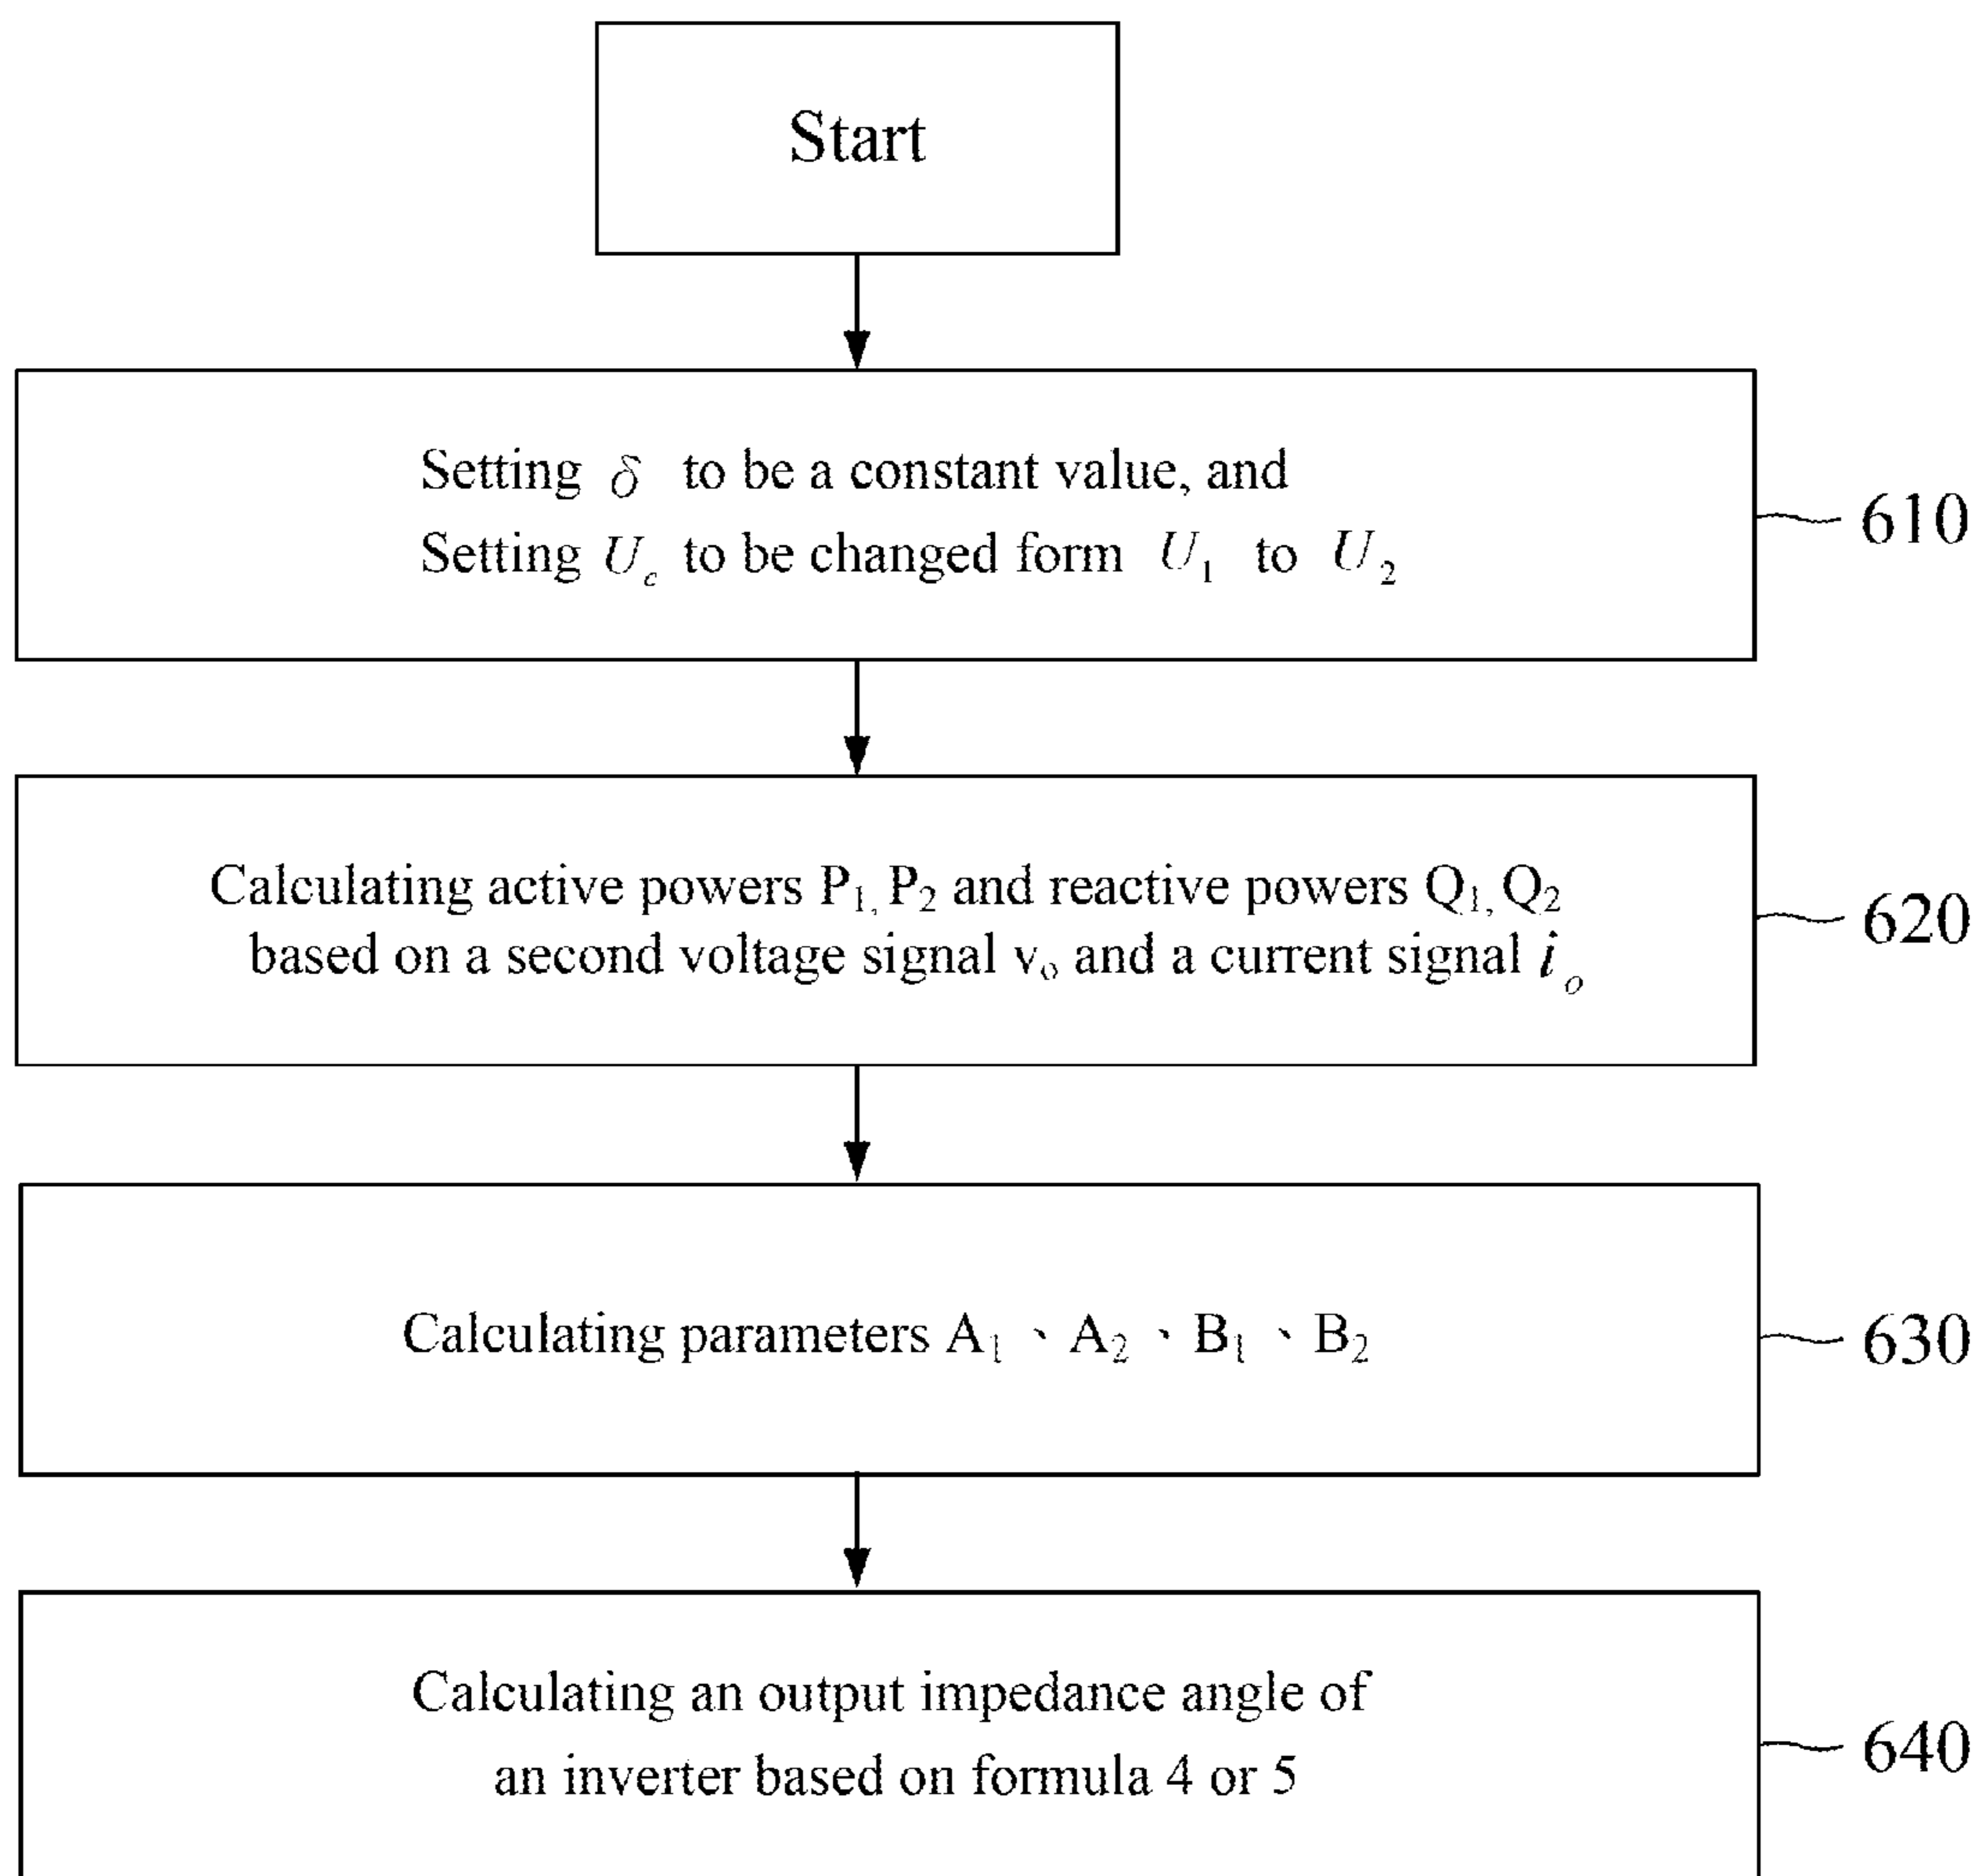 Start
Setting δ to be a constant value, and
Setting U_c to be changed form U_1 to U_2
610
Calculating active powers P_1, P_2 and reactive powers Q_1, Q_2
based on a second voltage signal v_o and a current signal i_o
620
Calculating parameters A_1 、 A_2 、 B_1 、 B_2
630
Calculating an output impedance angle of
an inverter based on formula 4 or 5
640